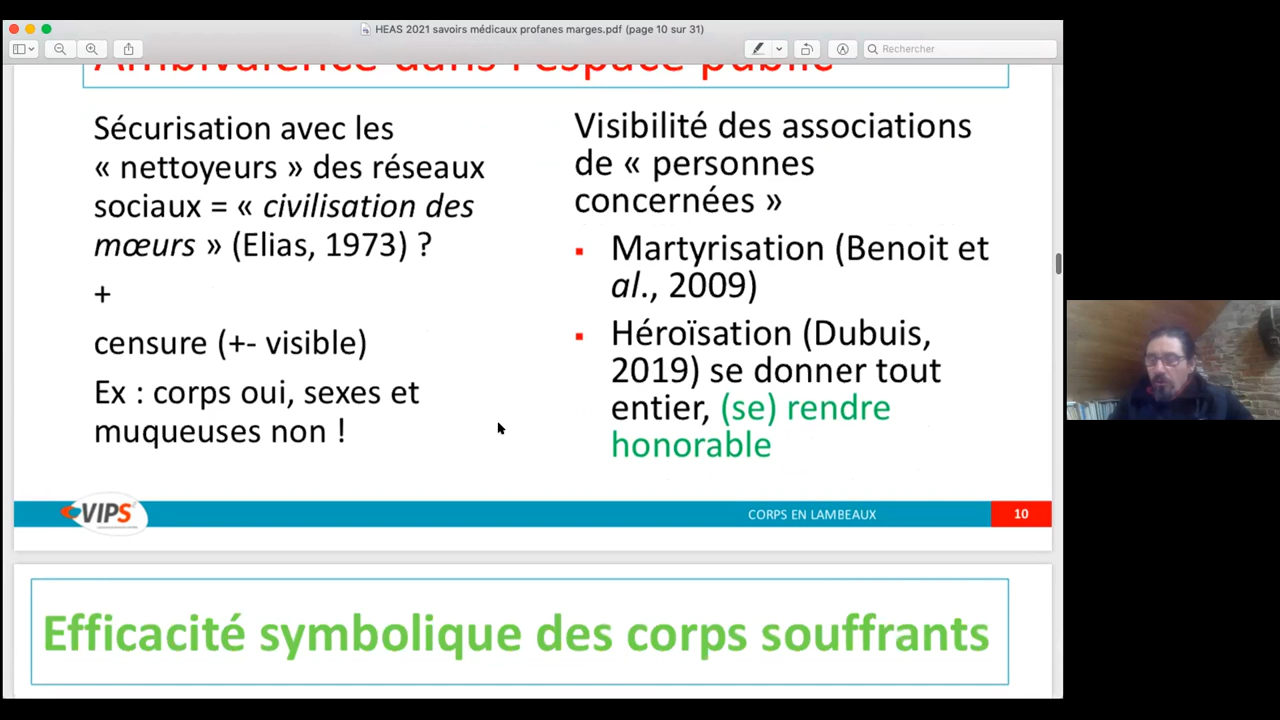 HEAS 2021 savoirs médicaux profanes marges.pdf (page 10 sur 31)
Rechercher
Ambivalence dans l'espace public
Sécurisation avec les
« nettoyeurs » des réseaux
sociaux = « civilisation des
mœurs » (Elias, 1973) ?
+
censure (+- visible)
Ex : corps oui, sexes et
muqueuses non !
Visibilité des associations
de « personnes
concernées »
▪ Martyrisation (Benoit et
al., 2009)
▪ Héroïsation (Dubuis,
2019) se donner tout
entier, (se) rendre
honorable
VIPS
CORPS EN LAMBEAUX
10
Efficacité symbolique des corps souffrants